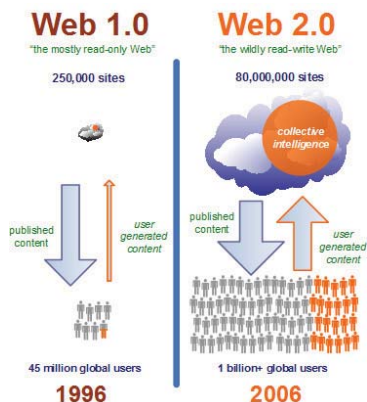 Web 1.0
"the mostly read-only Web"
250,000 sites
published
content
user
generated
content
45 million global users
1996
Web 2.0
"the wildly read-write Web"
80,000,000 sites
collective
intelligence
published
content
user
generated
content
1 billion+ global users
2006